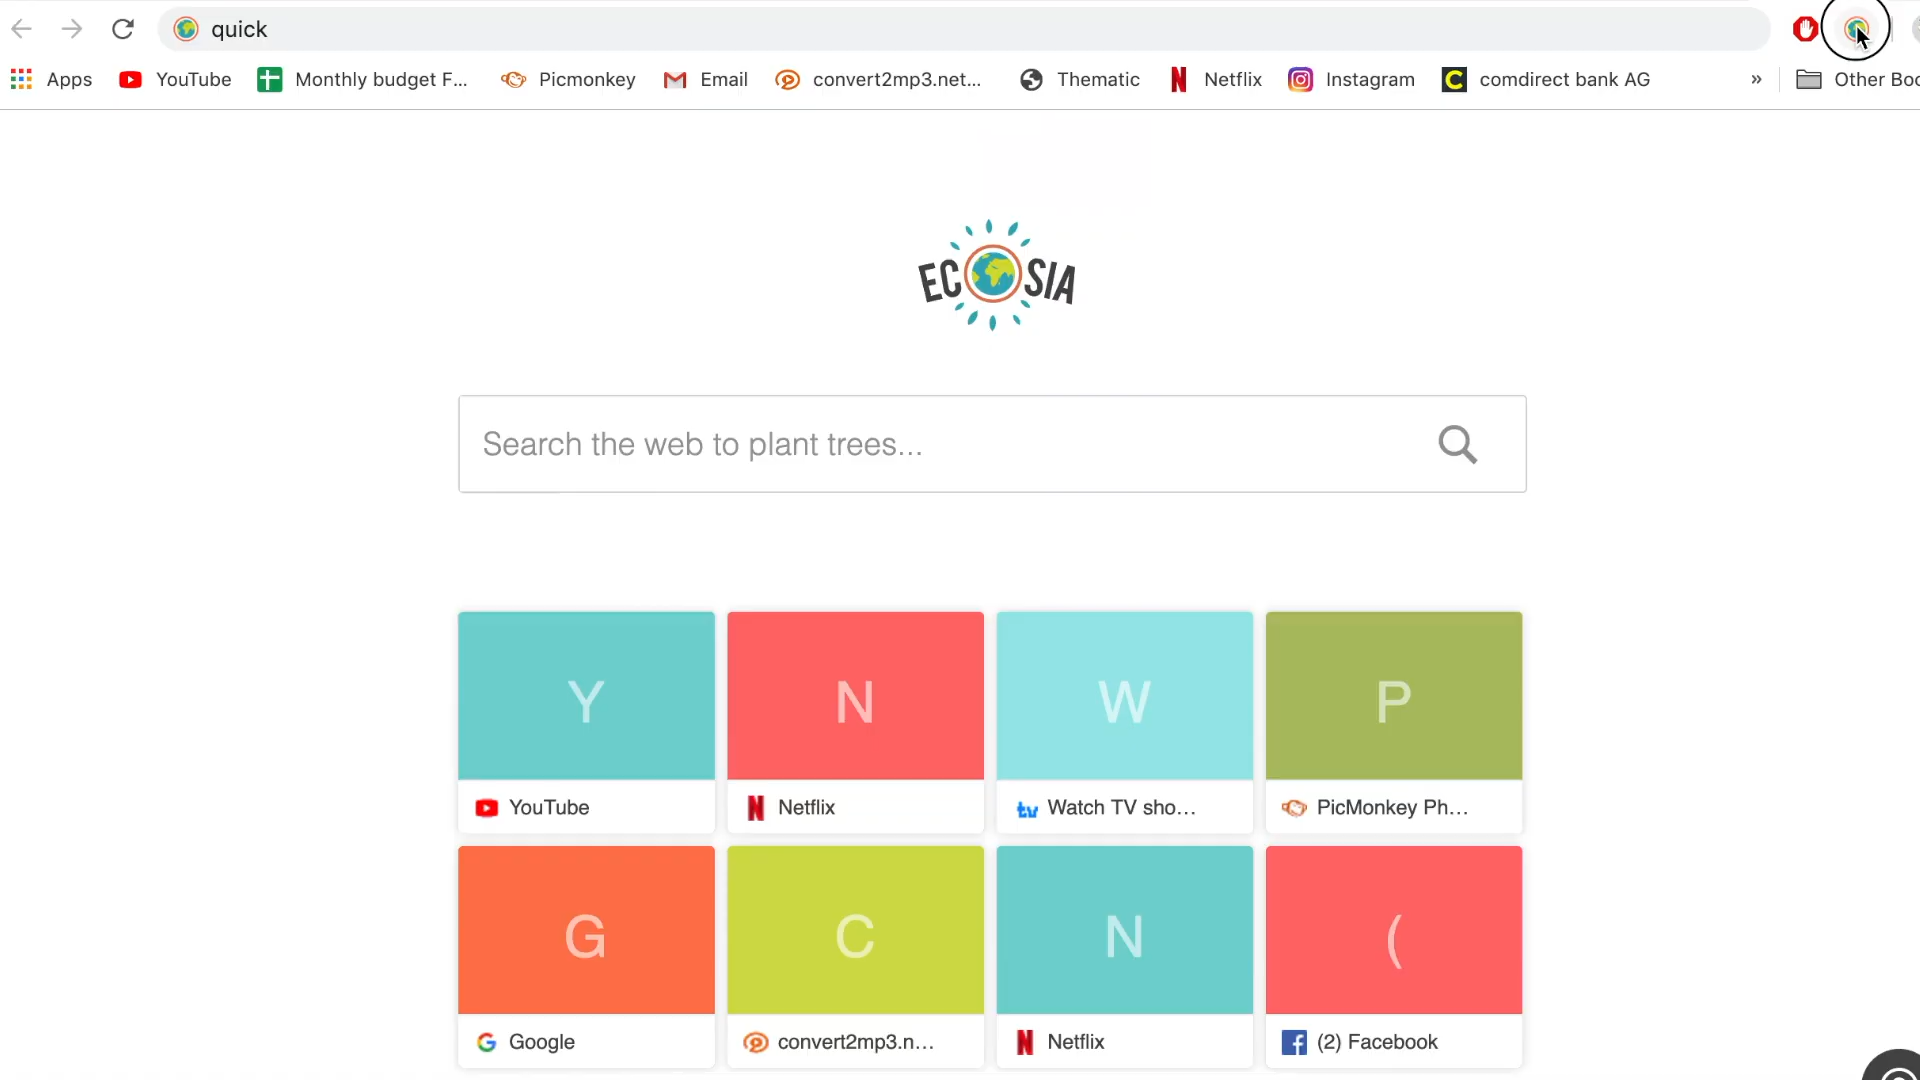 quick
Apps YouTube Monthly budget F... Picmonkey Email convert2mp3.net... Thematic Netflix Instagram comdirect bank AG » Other Boo
ECOSIA
Search the web to plant trees...
Y N W P
YouTube Netflix Watch TV sho... PicMonkey Ph...
G C N (
Google convert2mp3.n... Netflix (2) Facebook